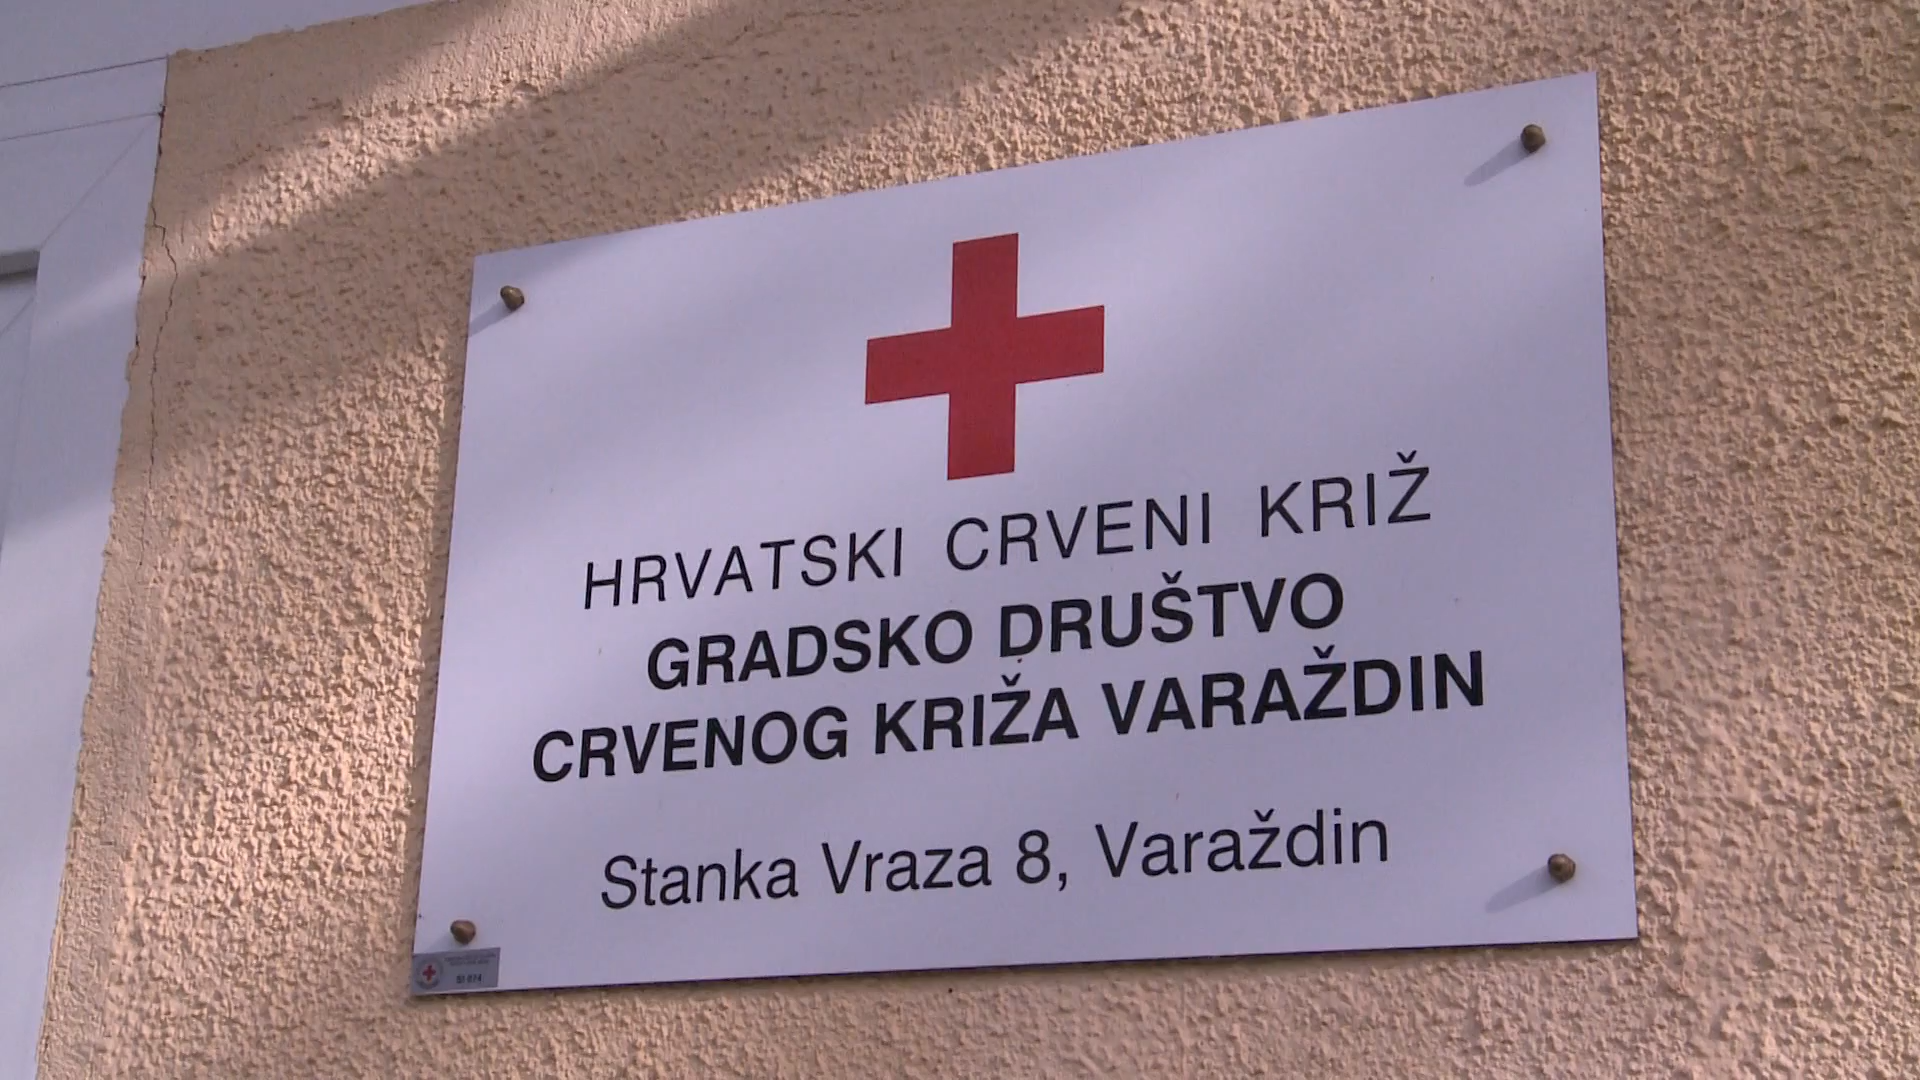 HRVATSKI CRVENI KRIŽ
GRADSKO DRUŠTVO
CRVENOG KRIŽA VARAŽDIN
Stanka Vraza 8, Varaždin